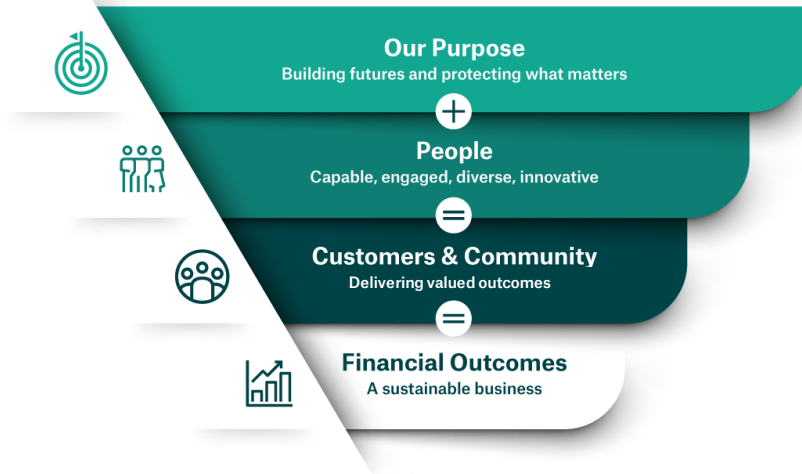 Our Purpose
Building futures and protecting what matters
+
People
Capable, engaged, diverse, innovative
=
Customers & Community
Delivering valued outcomes
=
Financial Outcomes
A sustainable business